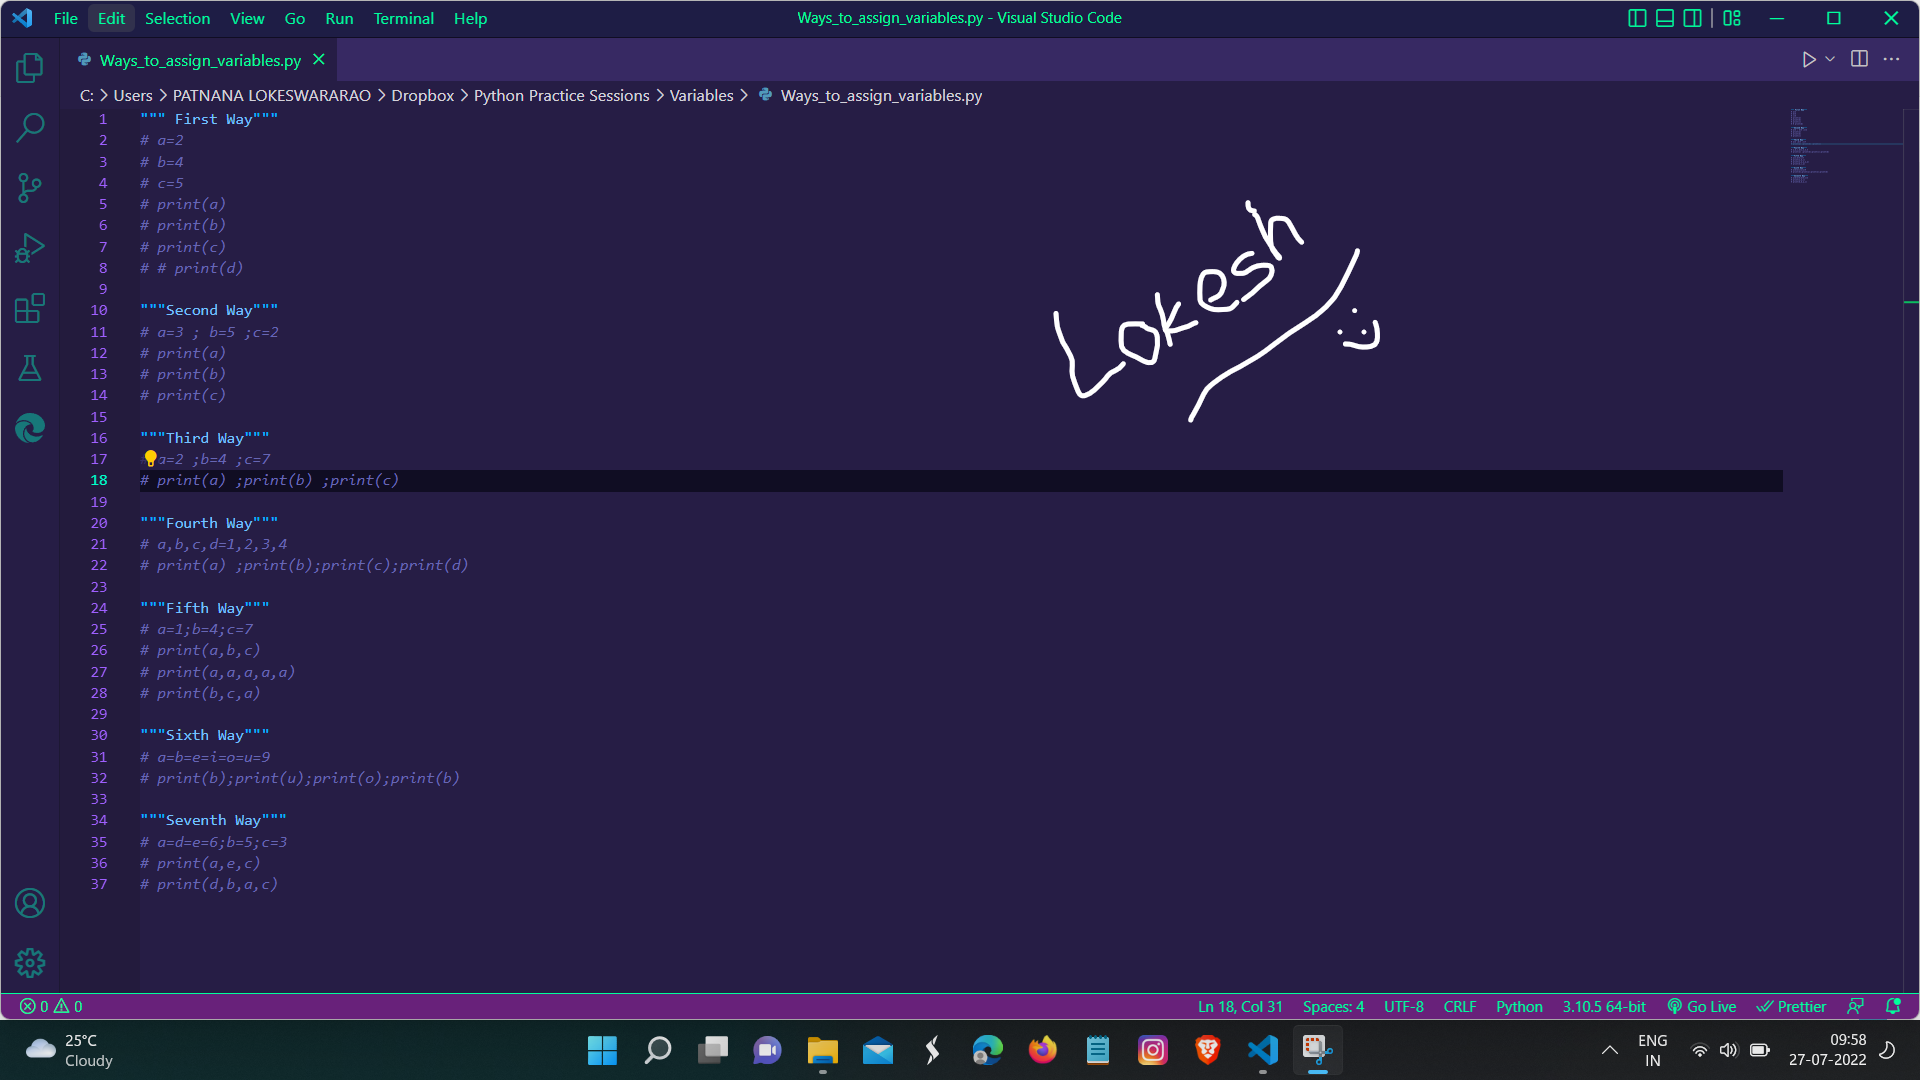 File Edit Selection View Go Run Terminal Help Ways_to_assign_variables.py - Visual Studio Code
Ways_to_assign_variables.py
C: > Users > PATNANA LOKESWARARAO > Dropbox > Python Practice Sessions > Variables > Ways_to_assign_variables.py
1 """ First Way"""
2 # a=2
3 # b=4
4 # c=5
5 # print(a)
6 # print(b)
7 # print(c)
8 # # print(d)
9
10 """Second Way"""
11 # a=3 ; b=5 ;c=2
12 # print(a)
13 # print(b)
14 # print(c)
15
16 """Third Way"""
17 a=2 ;b=4 ;c=7
18 # print(a) ;print(b) ;print(c)
19
20 """Fourth Way"""
21 # a,b,c,d=1,2,3,4
22 # print(a) ;print(b);print(c);print(d)
23
24 """Fifth Way"""
25 # a=1;b=4;c=7
26 # print(a,b,c)
27 # print(a,a,a,a,a)
28 # print(b,c,a)
29
30 """Sixth Way"""
31 # a=b=e=i=o=u=9
32 # print(b);print(u);print(o);print(b)
33
34 """Seventh Way"""
35 # a=d=e=6;b=5;c=3
36 # print(a,e,c)
37 # print(d,b,a,c)
Lokesh
0 0 Ln 18, Col 31 Spaces: 4 UTF-8 CRLF Python 3.10.5 64-bit Go Live Prettier
25°C
Cloudy
ENG
IN
09:58
27-07-2022